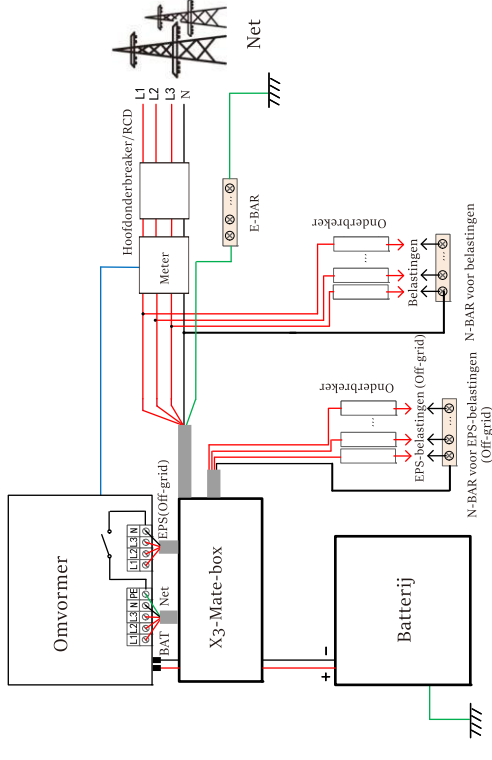 Omvormer
L1 L2 L3 N PE
L1 L2 L3 N
Hoofdonderbreaker/RCD
L1
L2
L3
N
BAT
Net
EPS(Off-grid)
Meter
Net
X3-Mate-box
E-BAR
...
+
-
Onderbreker
...
Onderbreker
...
Batterij
EPS-belastingen (Off-grid)
Belastingen
...
...
N-BAR voor EPS-belastingen
(Off-grid)
N-BAR voor belastingen